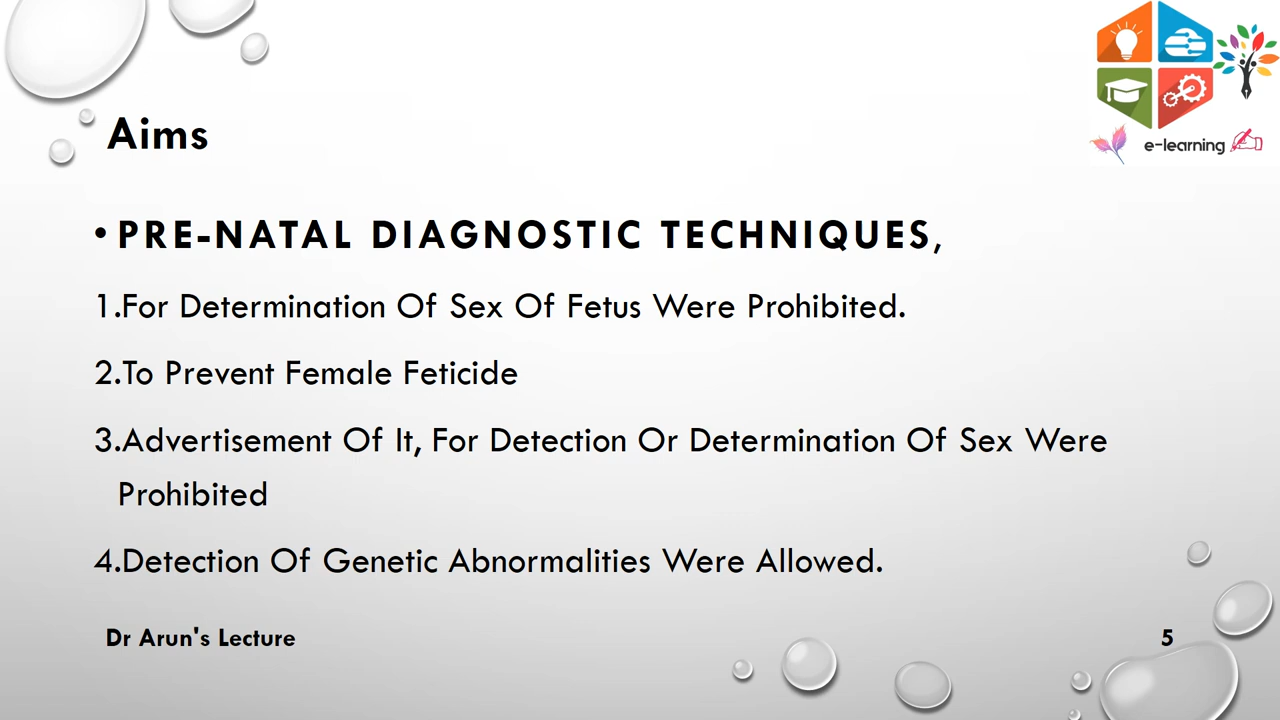 e-learning
Aims
• PRE-NATAL DIAGNOSTIC TECHNIQUES,
1.For Determination Of Sex Of Fetus Were Prohibited.
2.To Prevent Female Feticide
3.Advertisement Of It, For Detection Or Determination Of Sex Were
Prohibited
4.Detection Of Genetic Abnormalities Were Allowed.
Dr Arun's Lecture
5